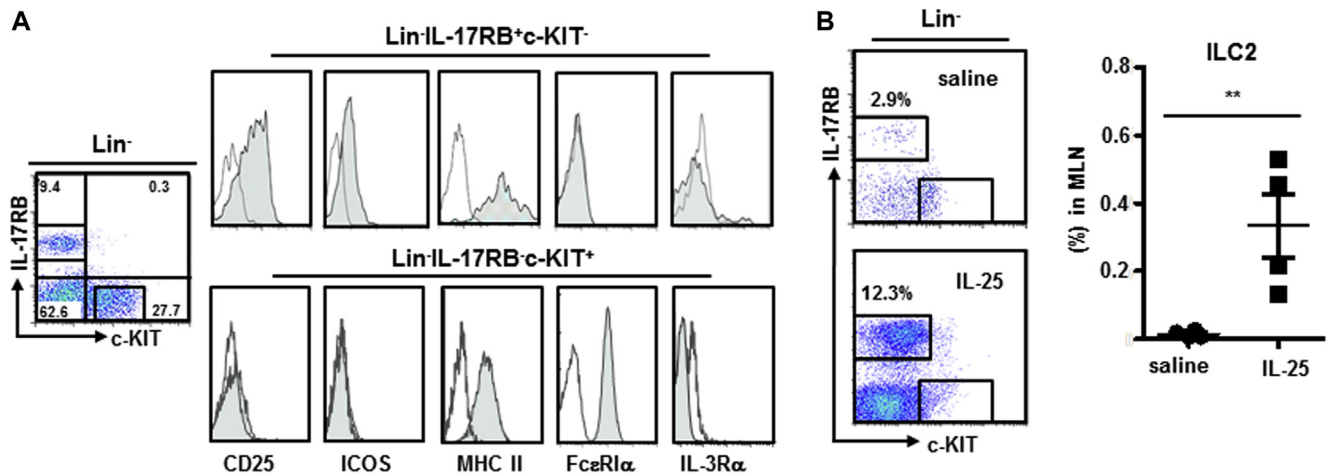 A
Lin-
9.4
0.3
62.6
27.7
IL-17RB
c-KIT
Lin-IL-17RB+c-KIT-
Lin-IL-17RB-c-KIT+
CD25
ICOS
MHC II
FcεRIα
IL-3Rα
B
Lin-
saline
2.9%
IL-17RB
IL-25
12.3%
c-KIT
ILC2
**
(%) in MLN
0.8
0.6
0.4
0.2
saline
IL-25